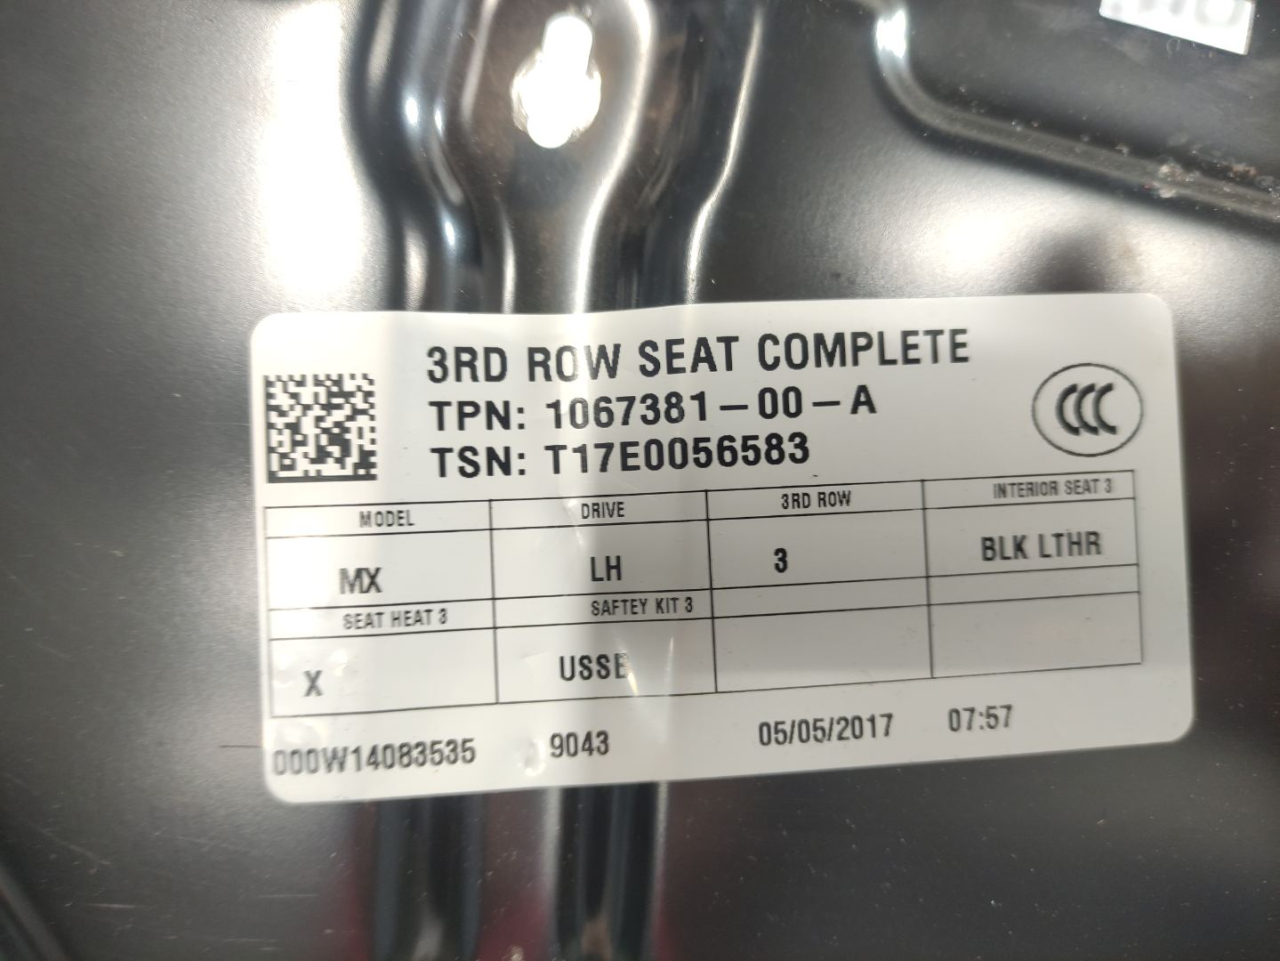 3RD ROW SEAT COMPLETE
TPN: 1067381-00-A
TSN: T17E0056583
CCC
MODEL DRIVE 3RD ROW INTERIOR SEAT 3
MX LH 3 BLK LTHR
SEAT HEAT 3 SAFTEY KIT 3
X USSE
000W14083535 9043 05/05/2017 07:57